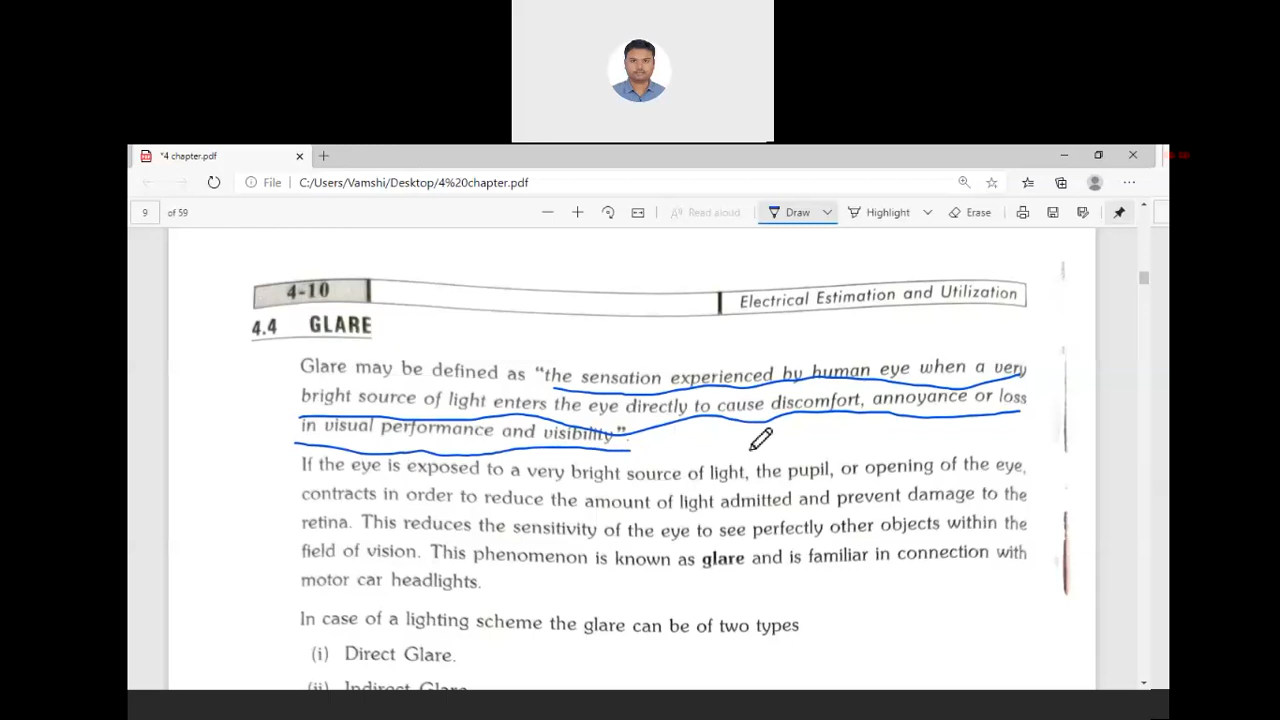 *4 chapter.pdf
File C:/Users/Vamshi/Desktop/4%20chapter.pdf
9 of 59 Read aloud Draw Highlight Erase
4-10 Electrical Estimation and Utilization
4.4 GLARE
Glare may be defined as “the sensation experienced by human eye when a very
bright source of light enters the eye directly to cause discomfort, annoyance or loss
in visual performance and visibility”.
If the eye is exposed to a very bright source of light, the pupil, or opening of the eye,
contracts in order to reduce the amount of light admitted and prevent damage to the
retina. This reduces the sensitivity of the eye to see perfectly other objects within the
field of vision. This phenomenon is known as glare and is familiar in connection with
motor car headlights.
In case of a lighting scheme the glare can be of two types
(i) Direct Glare.
(ii) Indirect Glare